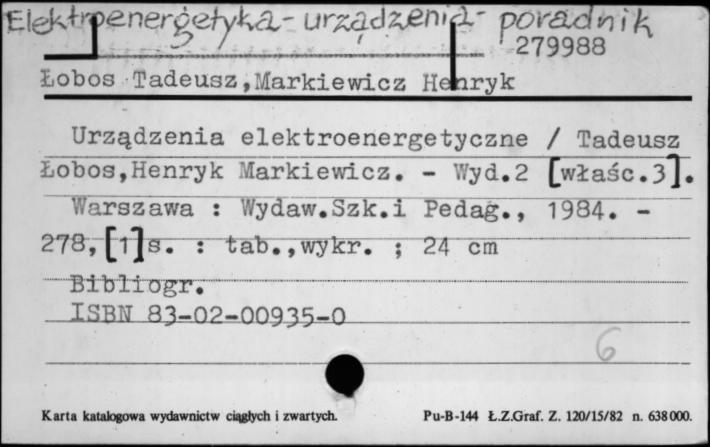 Elektroenergetyka - urządzenia - poradnik
279988
Łobos Tadeusz,Markiewicz Henryk
Urządzenia elektroenergetyczne / Tadeusz
Łobos,Henryk Markiewicz. - Wyd.2 [właśc.3].
Warszawa : Wydaw.Szk.i Pedag., 1984. -
278,[1]s. : tab.,wykr. ; 24 cm
Bibliogr.
ISBN 83-02-00935-0
6
Karta katalogowa wydawnictw ciągłych i zwartych. Pu-B-144 Ł.Z.Graf. Z. 120/15/82 n. 638000.